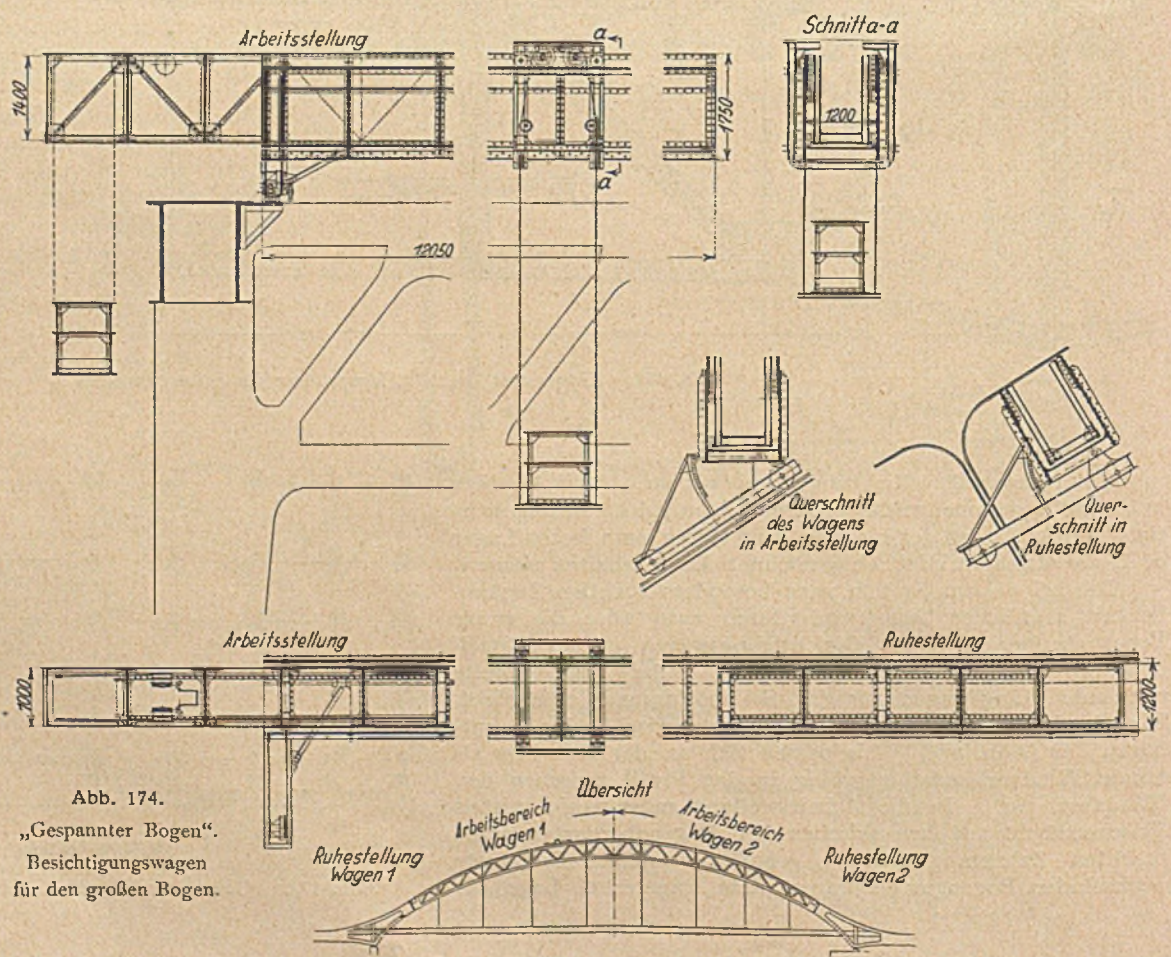 Arbeitsstellung
a
Schnitt a-a
1400
1750
1200
a
12050
Querschnitt
des Wagens
in Arbeitsstellung
Quer-
schnitt in
Ruhestellung
Arbeitsstellung
Ruhestellung
1000
1200
Abb. 174.
„Gespannter Bogen“.
Besichtigungswagen
für den großen Bogen.
Übersicht
Arbeitsbereich
Wagen 1
Arbeitsbereich
Wagen 2
Ruhestellung
Wagen 1
Ruhestellung
Wagen 2